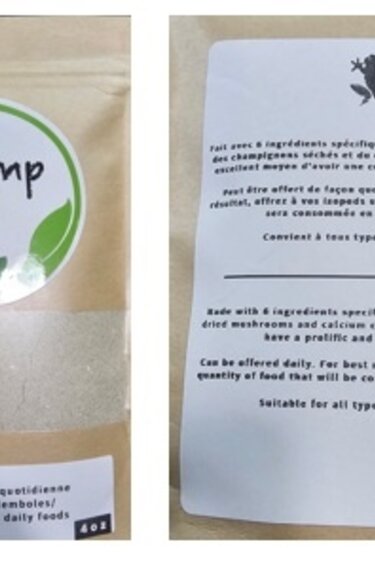 mp
quotidienne
lemboles/
daily foods
4oz
Fait avec 6 ingrédients spécifiq
des champignons séchés et du
excellent moyen d'avoir une c
Peut être offert de façon quo
résultat, offrez à vos isopods s
sera consommée en
Convient à tous type
Made with 6 ingredients specif
dried mushrooms and calcium c
have a prolific and
Can be offered daily. For best
quantity of food that will be co
Suitable for all type